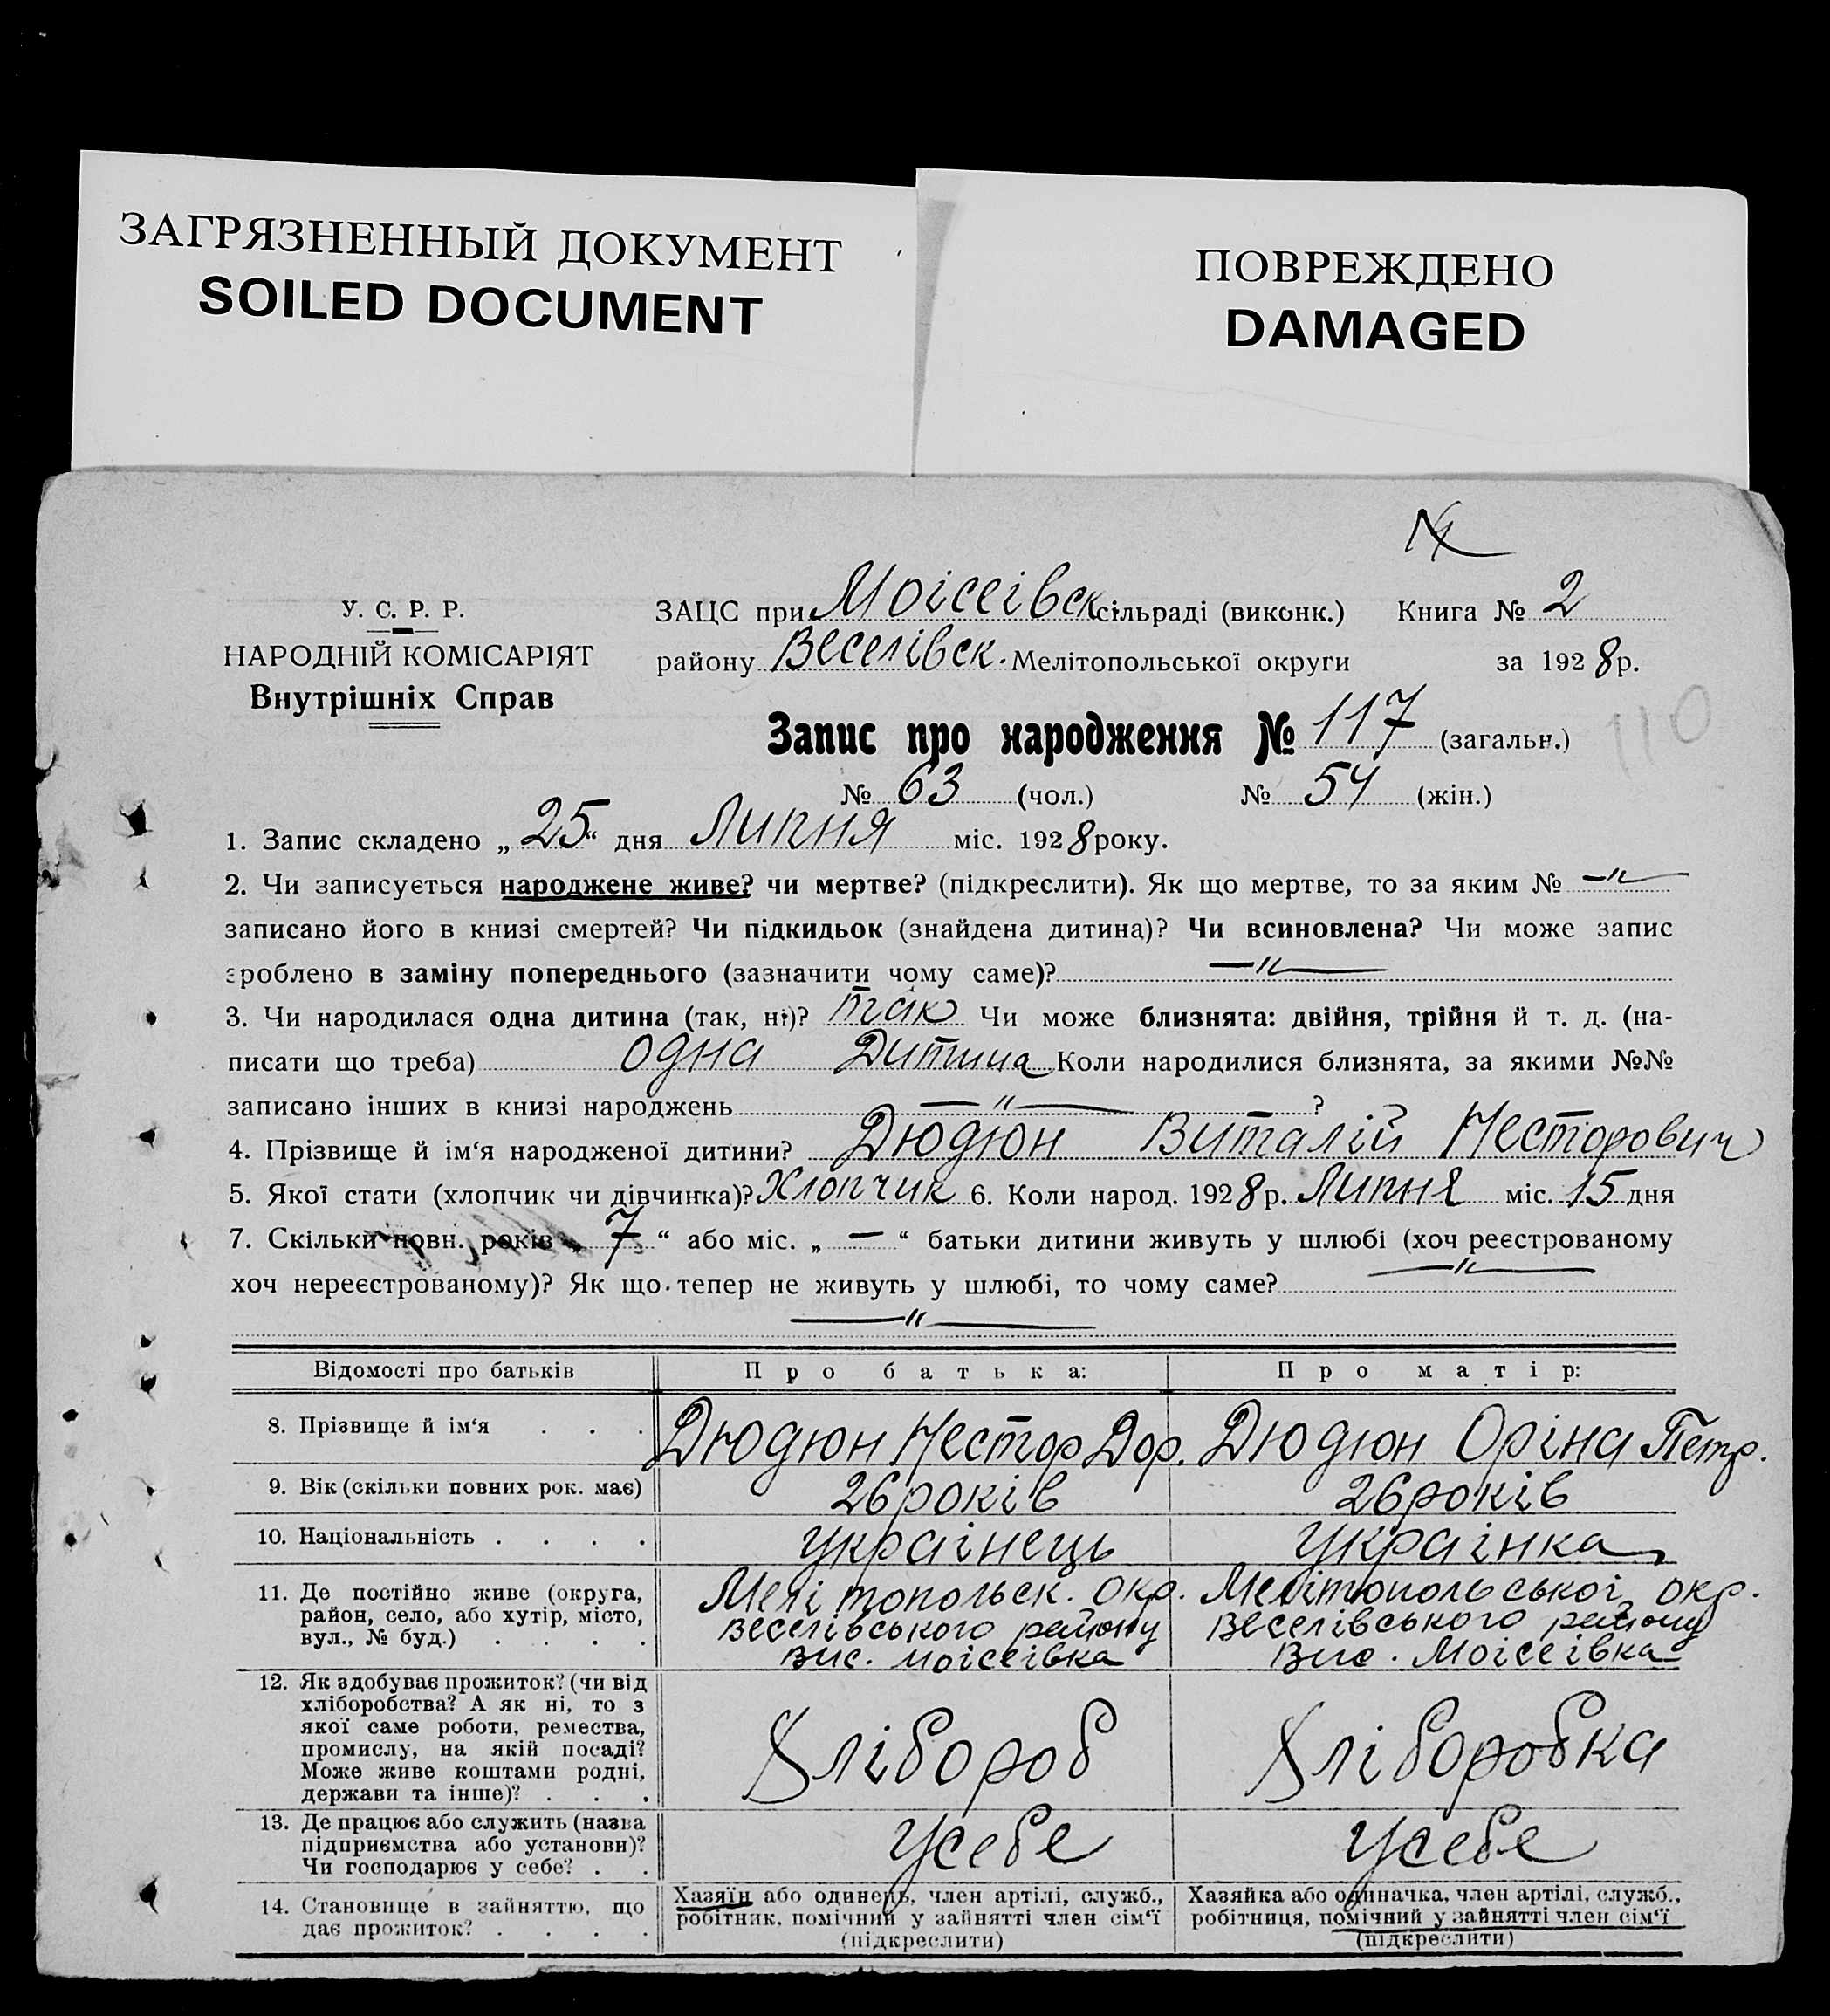 ЗАГРЯЗНЕННЫЙ ДОКУМЕНТ
SOILED DOCUMENT
ПОВРЕЖДЕНО
DAMAGED
У. С. Р. Р.
НАРОДНІЙ КОМІСАРІЯТ
Внутрішніх Справ
ЗАЦС при Моісеівськ сільраді (виконк.) Книга № 2
району Веселівск. Мелітопольської округи за 1928 р.
Запис про народження № 117 (загальн.)
110
№ 63 (чол.) № 54 (жін.)
1. Запис складено „ 25 “ дня Липня міс. 1928 року.
2. Чи записується народжене живе? чи мертве? (підкреслити). Як що мертве, то за яким № —〃—
записано його в книзі смертей? Чи підкидьок (знайдена дитина)? Чи всиновлена? Чи може запис
зроблено в заміну попереднього (зазначити чому саме)? —〃—
3. Чи народилася одна дитина (так, ні)? так Чи може близнята: двійня, трійня й т. д. (на-
писати що треба) одна Дитина Коли народилися близнята, за якими №№
записано інших в книзі народжень —〃— ?
4. Прізвище й ім‘я народженої дитини? Дюдюн Виталій Несторович
5. Якої стати (хлопчик чи дівчинка)? Хлопчик 6. Коли народ. 1928 р. Липня міс. 15 дня
7. Скільки повн. років „ 7 “ або міс. „ — “ батьки дитини живуть у шлюбі (хоч реєстрованому
хоч нереєстрованому)? Як що тепер не живуть у шлюбі, то чому саме? —〃—
—〃—
Відомості про батьків Про батька: Про матір:
8. Прізвище й ім‘я . . . Дюдюн Нестор Дор. Дюдюн Оріна Петр.
9. Вік (скільки повних рок. має) 26 років 26 років
10. Національність . . . . украінець украінка
11. Де постійно живе (округа,
район, село, або хутір, місто,
вул., № буд.) . . . .
Мелітопольск. окр.
Веселівського району
Вис. Моісеівка
Мелітопольськоі окр.
Веселівського району
Вис. Моісеівка
12. Як здобуває прожиток? (чи від
хліборобства? А як ні, то з
якої саме роботи, ремества,
промислу, на якій посаді?
Може живе коштами родні,
держави та інше)? . . .
Хлібороб Хліборобка
13. Де працює або служить (назва
підприємства або установи)?
Чи господарює у себе? . .
Усебе Усебе
14. Становище в зайняттю, що
дає прожиток? . . . .
Хазяїн або одинець, член артілі, служб.,
робітник, помічний у зайнятті член сім‘ї
(підкреслити)
Хазяйка або одиначка, член артілі, служб.,
робітниця, помічний у зайнятті член сім‘ї
(підкреслити)